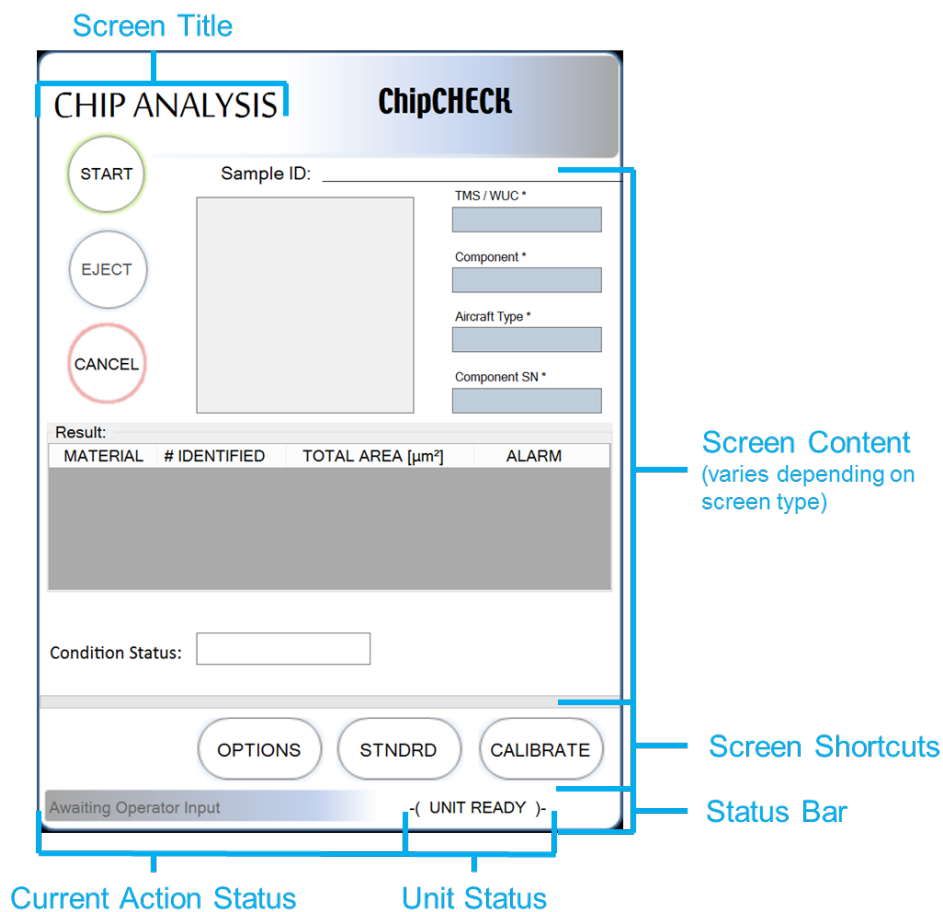 Screen Title
CHIP ANALYSIS
ChipCHECK
START
Sample ID:
TMS / WUC *
EJECT
Component *
Aircraft Type *
CANCEL
Component SN *
Result:
MATERIAL # IDENTIFIED TOTAL AREA [µm²] ALARM
Screen Content
(varies depending on
screen type)
Condition Status:
OPTIONS STNDRD CALIBRATE
Screen Shortcuts
Awaiting Operator Input -( UNIT READY )-
Status Bar
Current Action Status
Unit Status